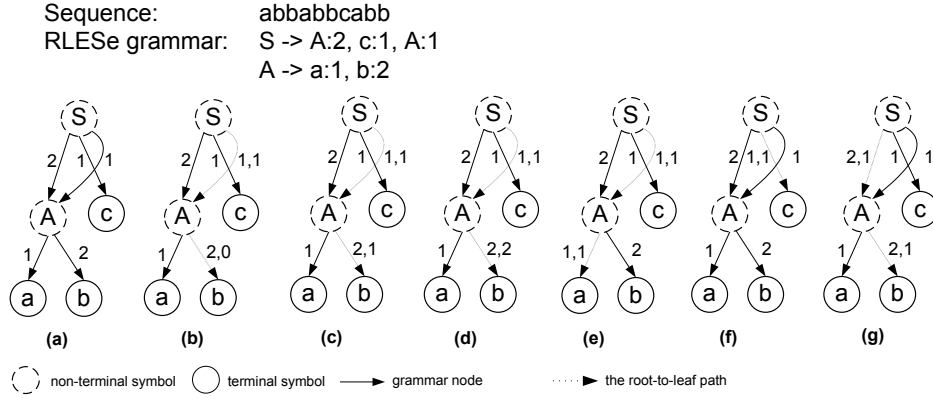 Sequence: abbabbcabb
RLESe grammar: S -> A:2, c:1, A:1
A -> a:1, b:2
S S S S S S S
2 1 1 2 1 1,1 2 1 1,1 2 1 1,1 2 1 1,1 2 1,1 1 2,1 1
A c A c A c A c A c A c A c
1 2 1 2,0 1 2,1 1 2,2 1,1 2 1 2 1 2,1
a b a b a b a b a b a b a b
(a) (b) (c) (d) (e) (f) (g)
non-terminal symbol terminal symbol grammar node the root-to-leaf path